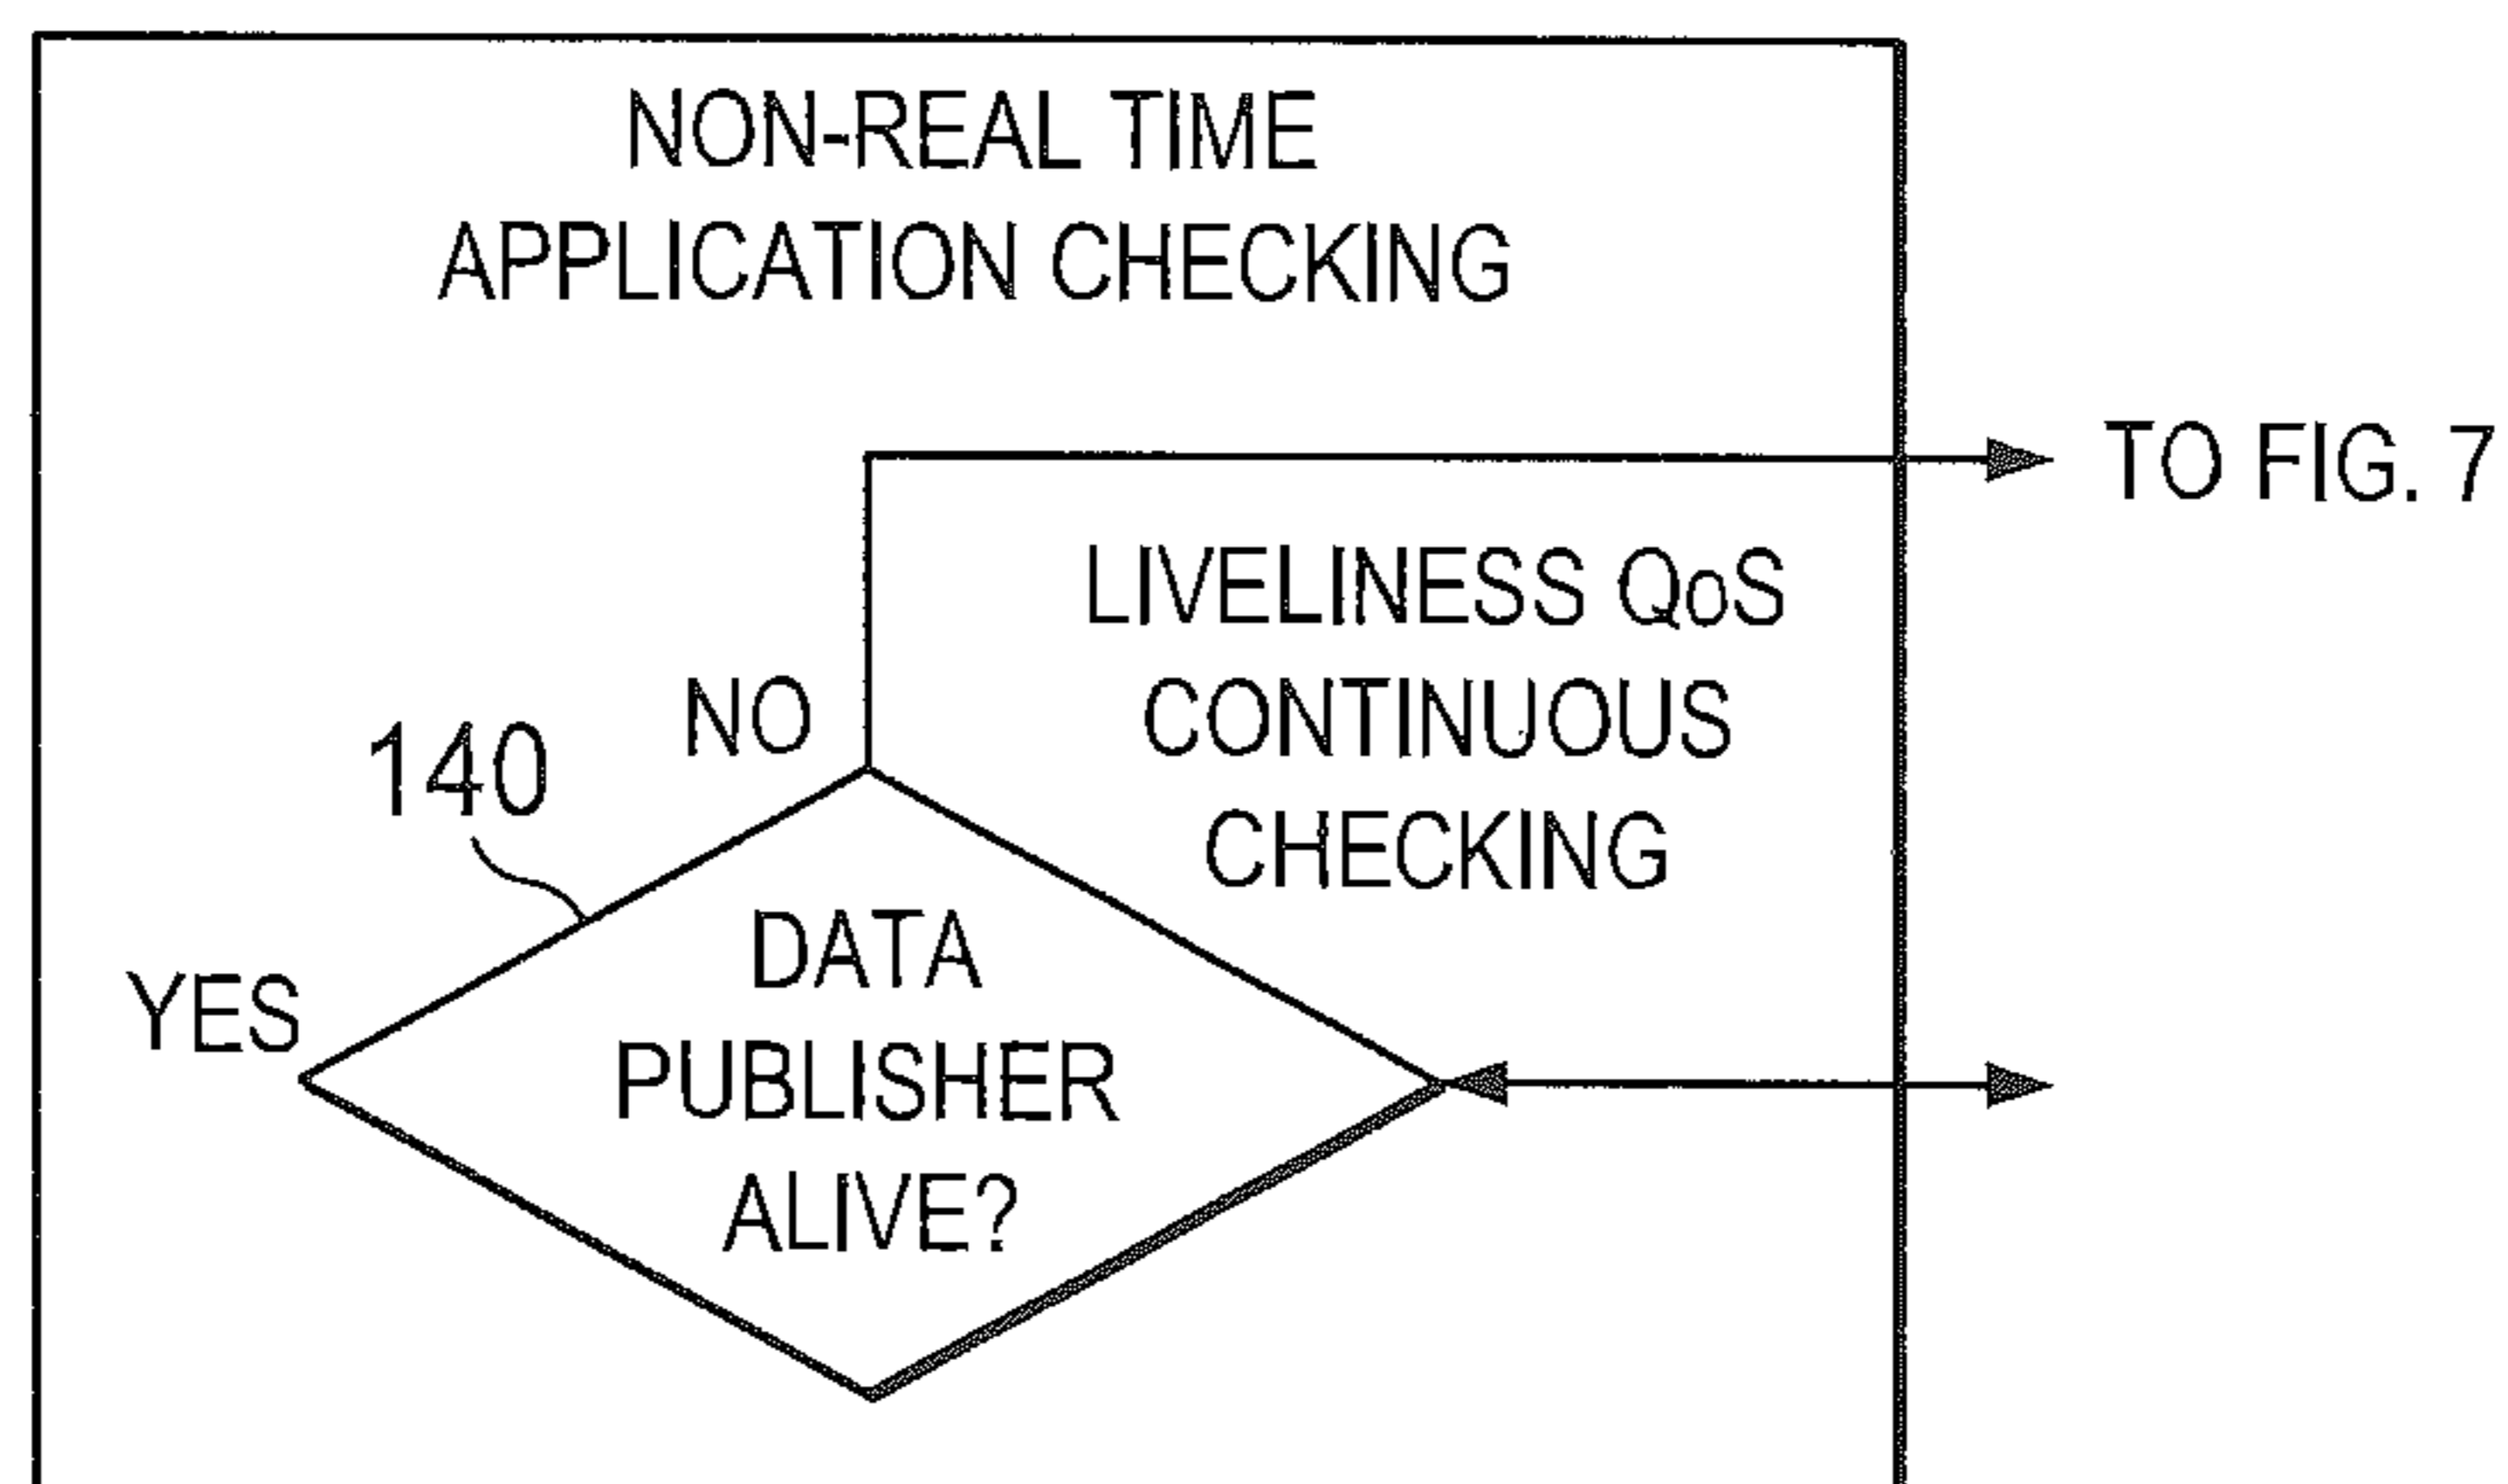 NON-REAL TIME
APPLICATION CHECKING
TO FIG. 7
LIVELINESS QoS
CONTINUOUS
CHECKING
NO
140
YES
DATA
PUBLISHER
ALIVE?